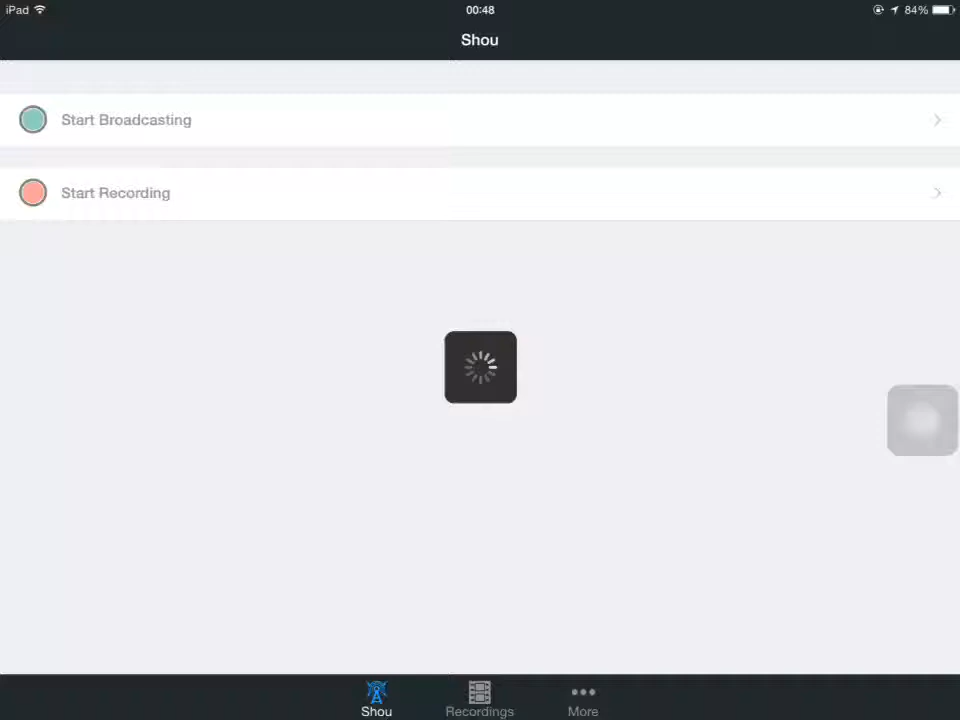 iPad 00:48 84%
Shou
Start Broadcasting
Start Recording
Shou Recordings More